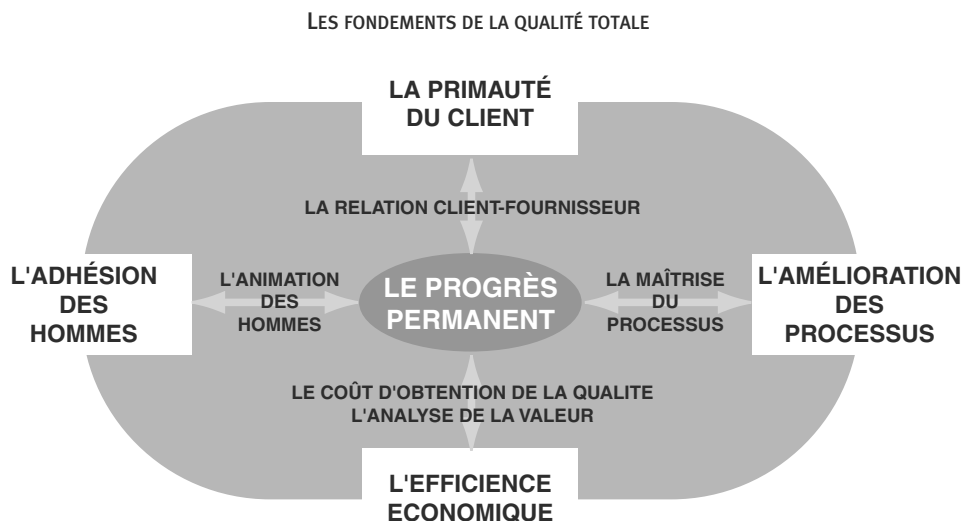 LES FONDEMENTS DE LA QUALITÉ TOTALE
LA PRIMAUTÉ
DU CLIENT
LA RELATION CLIENT-FOURNISSEUR
L'ADHÉSION
DES
HOMMES
L'ANIMATION
DES
HOMMES
LE PROGRÈS
PERMANENT
LA MAÎTRISE
DU
PROCESSUS
L'AMÉLIORATION
DES
PROCESSUS
LE COÛT D'OBTENTION DE LA QUALITE
L'ANALYSE DE LA VALEUR
L'EFFICIENCE
ECONOMIQUE